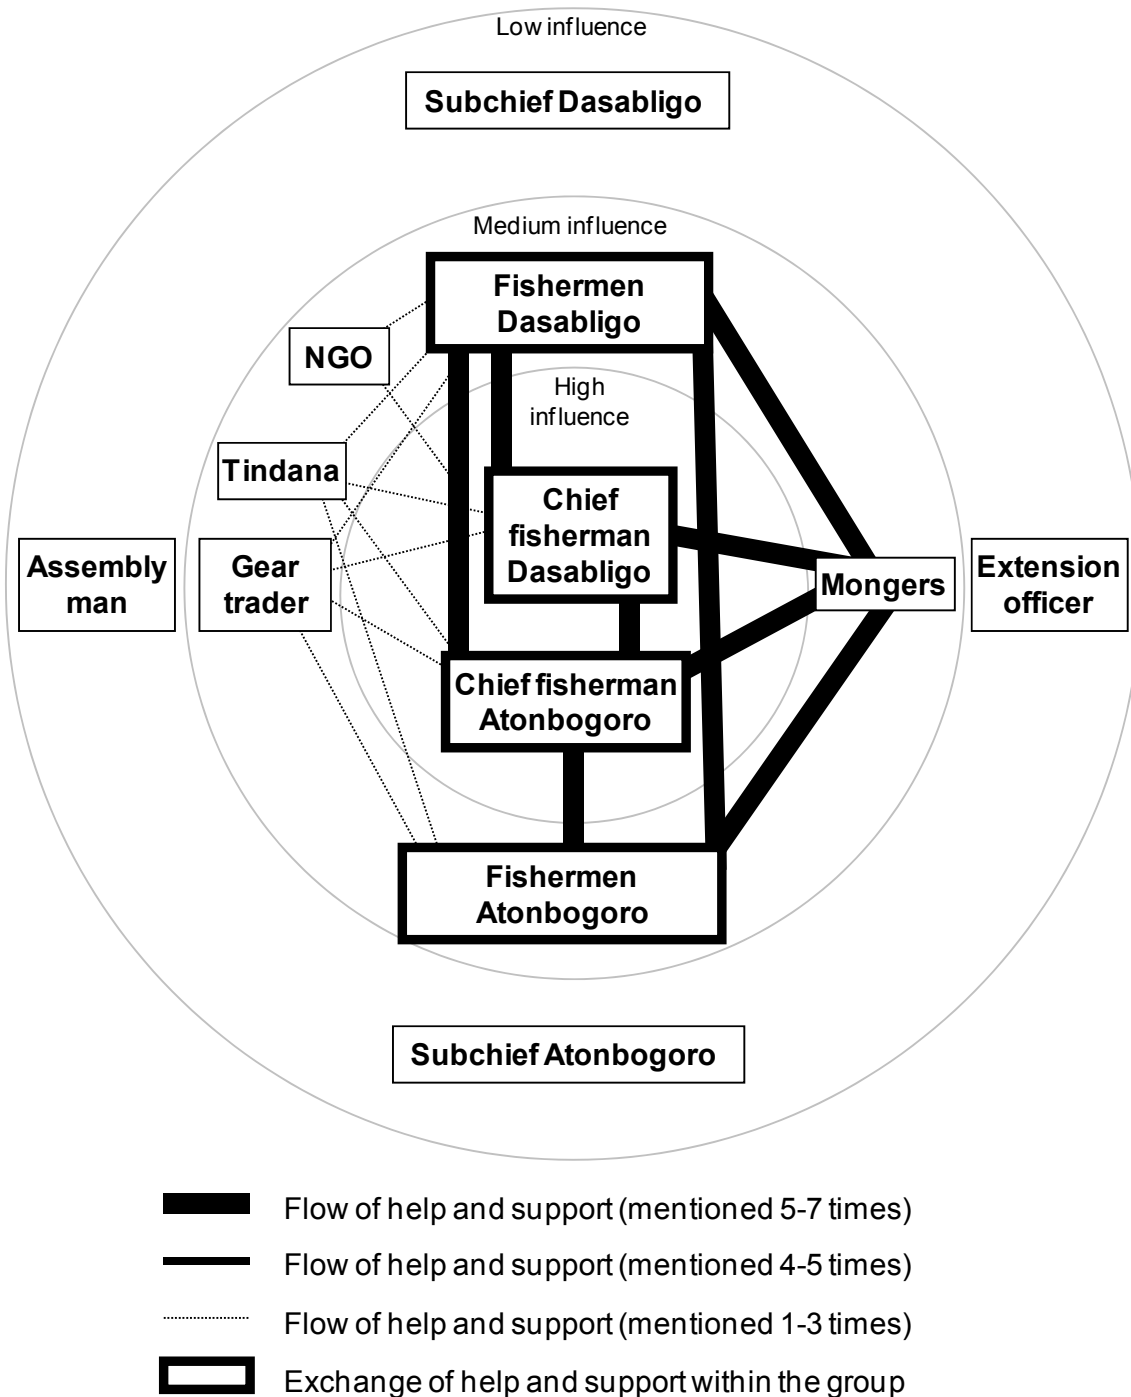 Low influence
Subchief Dasabligo
Medium influence
Fishermen
Dasabligo
NGO
High
influence
Tindana
Chief
fisherman
Dasabligo
Assembly
man
Gear
trader
Mongers
Extension
officer
Chief fisherman
Atonbogoro
Fishermen
Atonbogoro
Subchief Atonbogoro
Flow of help and support (mentioned 5-7 times)
Flow of help and support (mentioned 4-5 times)
Flow of help and support (mentioned 1-3 times)
Exchange of help and support within the group